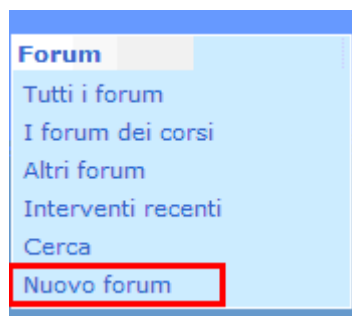 Forum
Tutti i forum
I forum dei corsi
Altri forum
Interventi recenti
Cerca
Nuovo forum